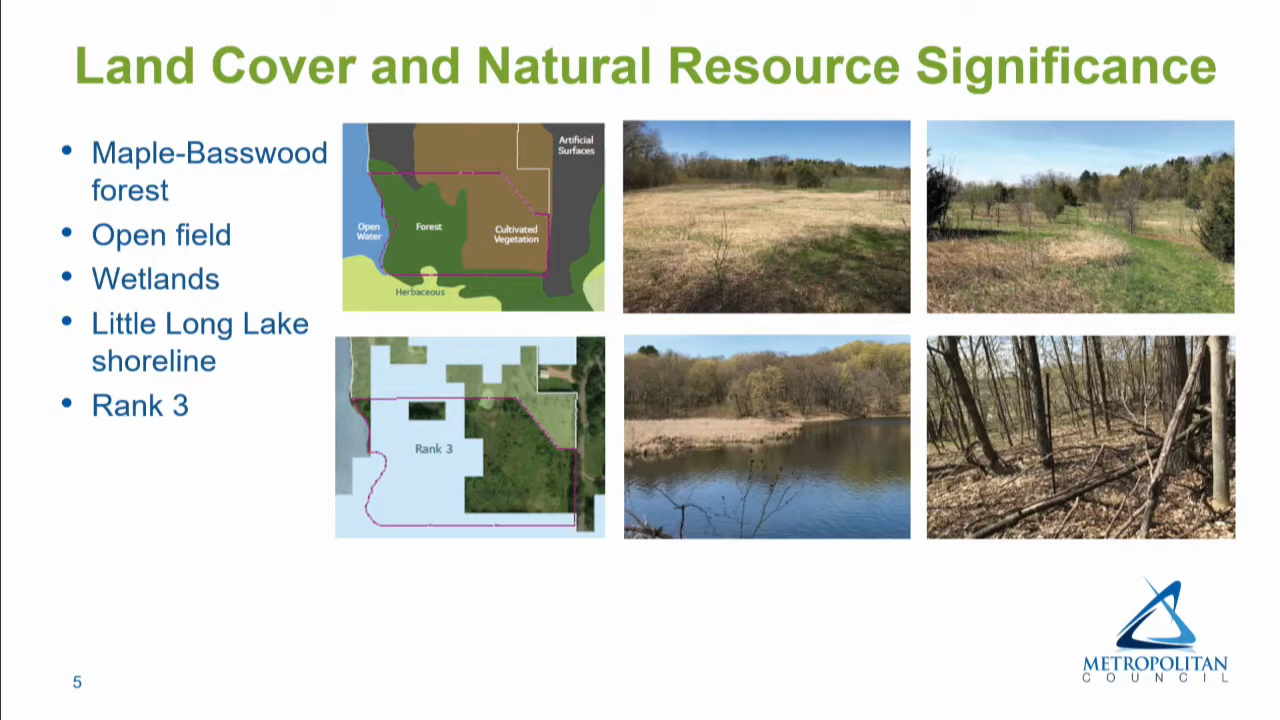 Land Cover and Natural Resource Significance
• Maple-Basswood
forest
• Open field
• Wetlands
• Little Long Lake
shoreline
• Rank 3
Artificial
Surfaces
Open
Water
Forest
Cultivated
Vegetation
Herbaceous
Rank 3
METROPOLITAN
COUNCIL
5